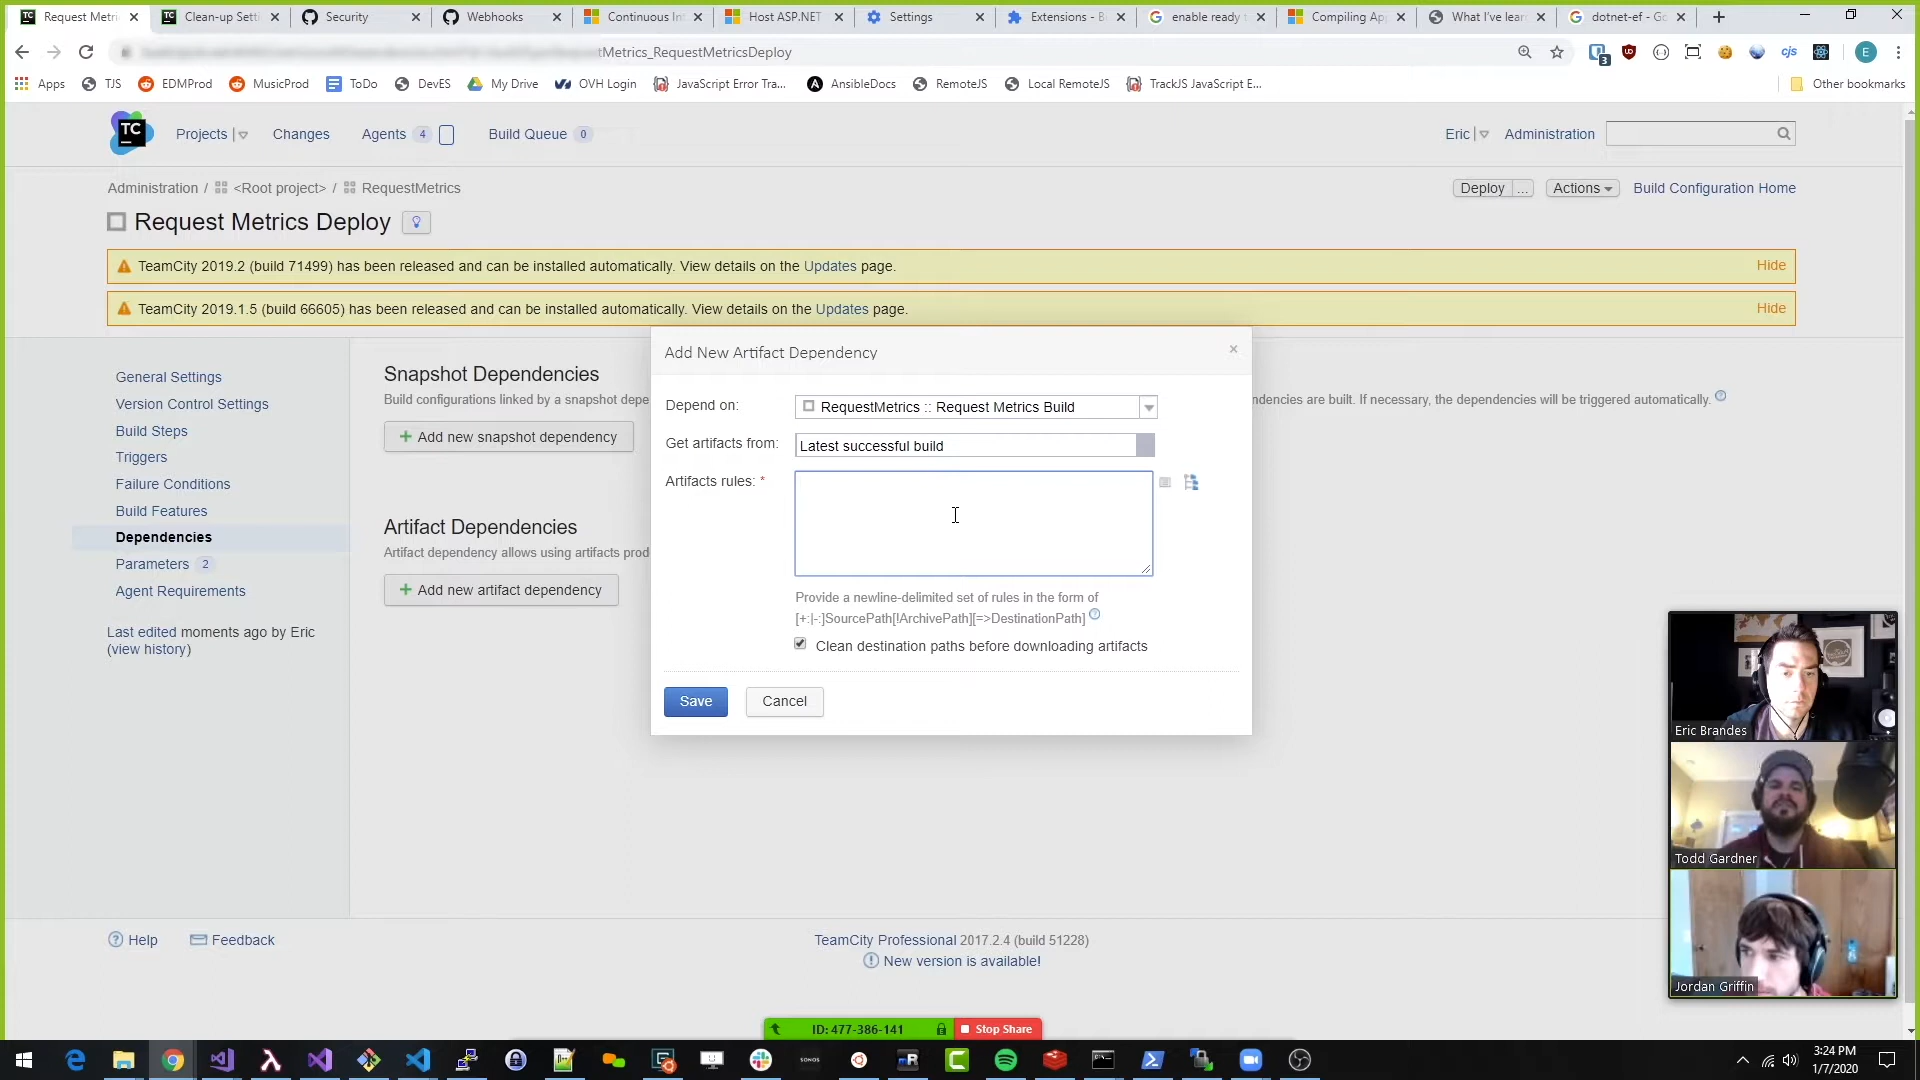 Request Metric
Clean-up Setti
Security
Webhooks
Continuous In
Host ASP.NET
Settings
Extensions - B
enable ready
Compiling App
What I've lear
dotnet-ef - Go
Metrics_RequestMetricsDeploy
3
cjs
E
Apps
TJS
EDMProd
MusicProd
ToDo
DevES
My Drive
OVH Login
JavaScript Error Tra...
AnsibleDocs
RemoteJS
Local RemoteJS
TrackJS JavaScript E...
Other bookmarks
TC
Projects
Changes
Agents 4
Build Queue 0
Eric
Administration
Administration / <Root project> / RequestMetrics
Deploy ...
Actions
Build Configuration Home
Request Metrics Deploy
TeamCity 2019.2 (build 71499) has been released and can be installed automatically. View details on the Updates page.
Hide
TeamCity 2019.1.5 (build 66605) has been released and can be installed automatically. View details on the Updates page.
Hide
General Settings
Version Control Settings
Build Steps
Triggers
Failure Conditions
Build Features
Dependencies
Parameters 2
Agent Requirements
Last edited moments ago by Eric
(view history)
Snapshot Dependencies
Build configurations linked by a snapshot depe
ndencies are built. If necessary, the dependencies will be triggered automatically.
+ Add new snapshot dependency
Artifact Dependencies
Artifact dependency allows using artifacts prod
+ Add new artifact dependency
Add New Artifact Dependency
Depend on:
RequestMetrics :: Request Metrics Build
Get artifacts from:
Latest successful build
Artifacts rules: *
Provide a newline-delimited set of rules in the form of
[+:|-:]SourcePath[!ArchivePath][=>DestinationPath]
Clean destination paths before downloading artifacts
Save
Cancel
Eric Brandes
Todd Gardner
Jordan Griffin
Help
Feedback
TeamCity Professional 2017.2.4 (build 51228)
New version is available!
ID: 477-386-141
Stop Share
SONOS
3:24 PM
1/7/2020